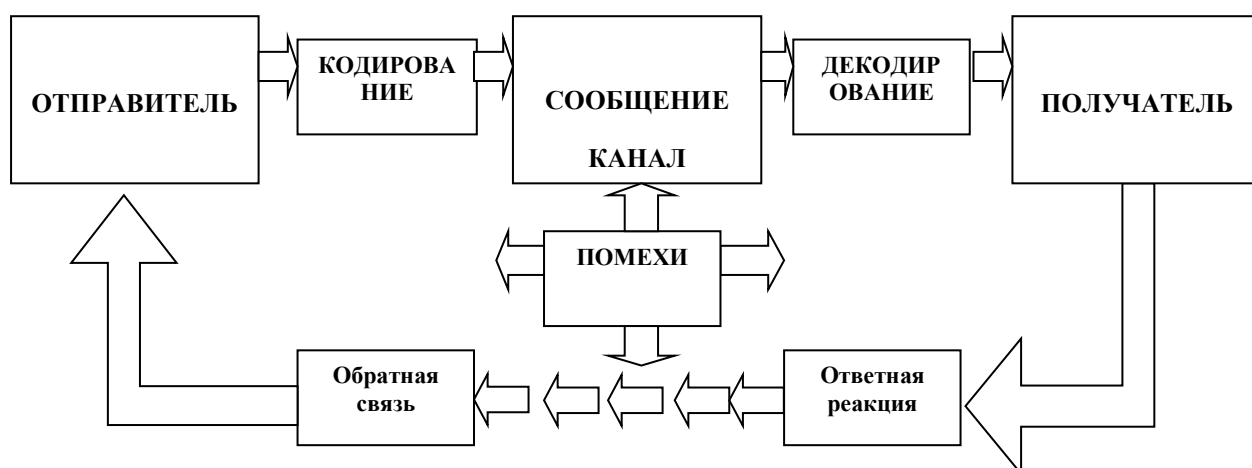 ОТПРАВИТЕЛЬ
КОДИРОВА
НИЕ
СООБЩЕНИЕ
КАНАЛ
ДЕКОДИР
ОВАНИЕ
ПОЛУЧАТЕЛЬ
ПОМЕХИ
Обратная
связь
Ответная
реакция